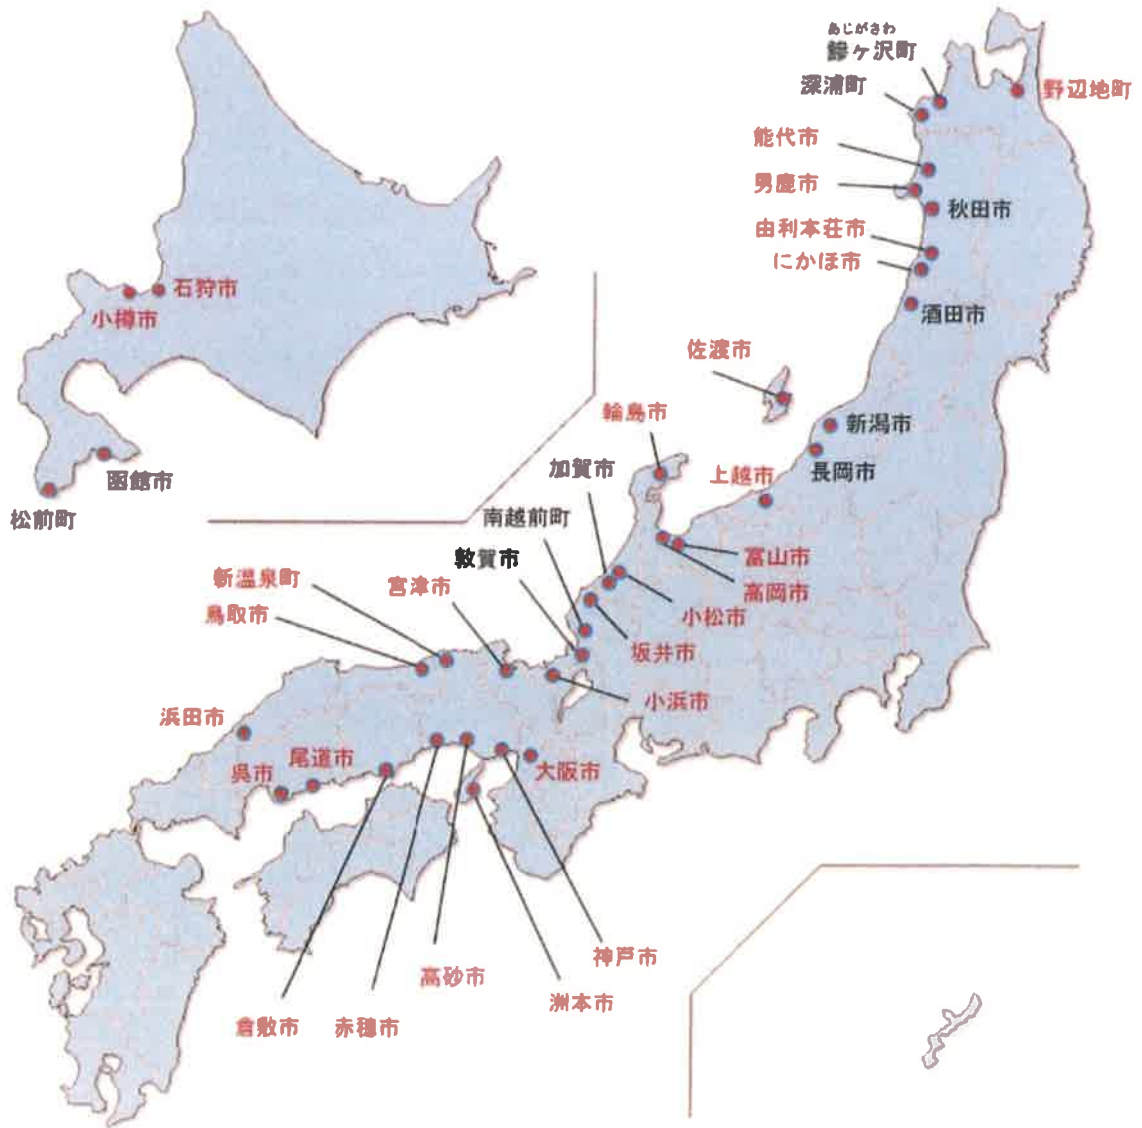 あじがさわ
鰺ヶ沢町
深浦町
野辺地町
能代市
男鹿市
秋田市
由利本荘市
にかほ市
酒田市
石狩市
小樽市
函館市
松前町
佐渡市
輪島市
新潟市
長岡市
上越市
加賀市
南越前町
敦賀市
富山市
高岡市
小松市
坂井市
小浜市
新温泉町
宮津市
鳥取市
浜田市
尾道市
呉市
大阪市
神戸市
高砂市
洲本市
倉敷市
赤穂市